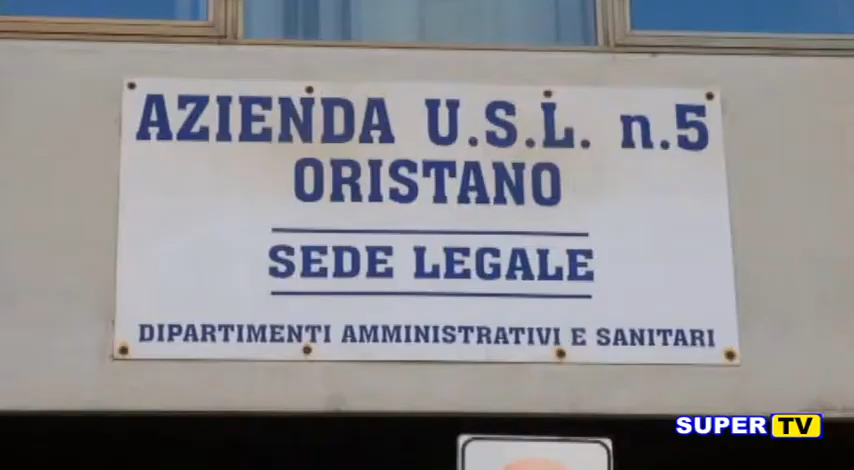 AZIENDA U.S.L. n.5
ORISTANO
SEDE LEGALE
DIPARTIMENTI AMMINISTRATIVI E SANITARI
SUPER TV